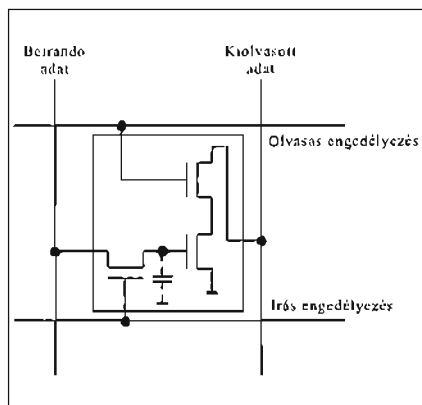 Beírandó
adat
Kiolvasott
adat
Olvasás engedélyezés
Írás engedélyezés